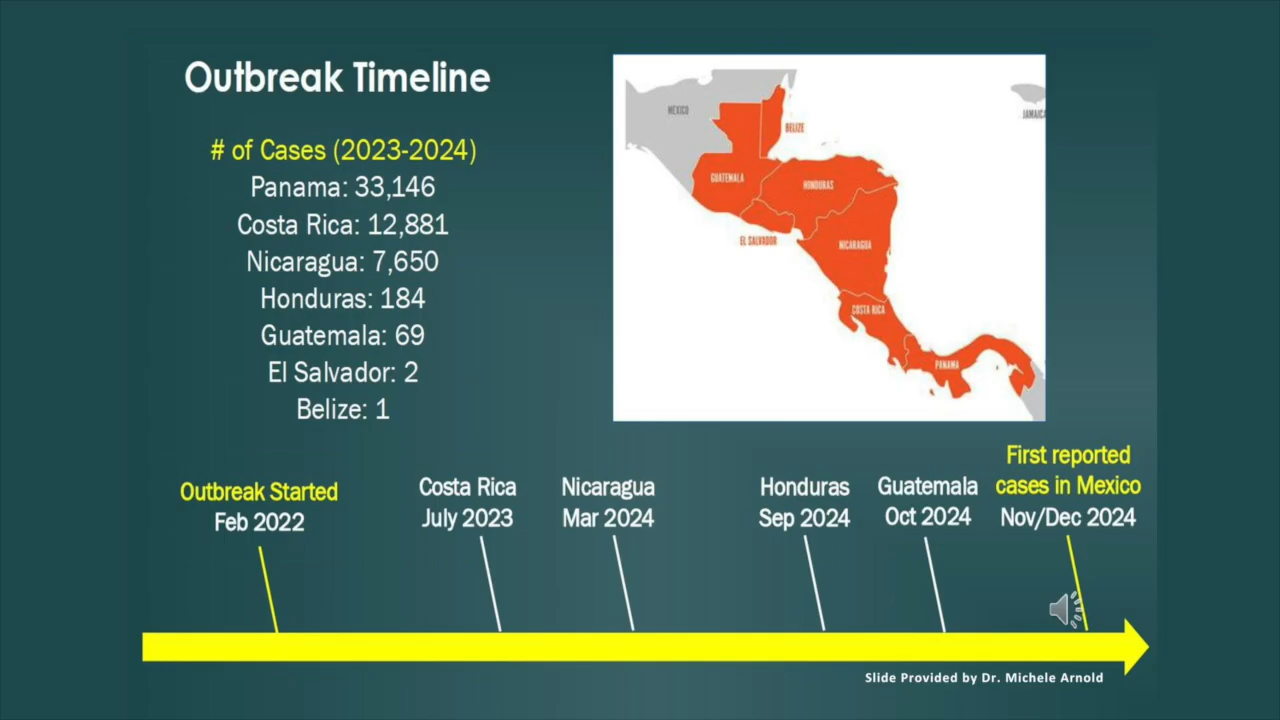 Outbreak Timeline
# of Cases (2023-2024)
Panama: 33,146
Costa Rica: 12,881
Nicaragua: 7,650
Honduras: 184
Guatemala: 69
El Salvador: 2
Belize: 1
MEXICO
BELIZE
JAMAICA
GUATEMALA
HONDURAS
EL SALVADOR
NICARAGUA
COSTA RICA
PANAMA
Outbreak Started
Feb 2022
Costa Rica
July 2023
Nicaragua
Mar 2024
Honduras
Sep 2024
Guatemala
Oct 2024
First reported
cases in Mexico
Nov/Dec 2024
Slide Provided by Dr. Michele Arnold